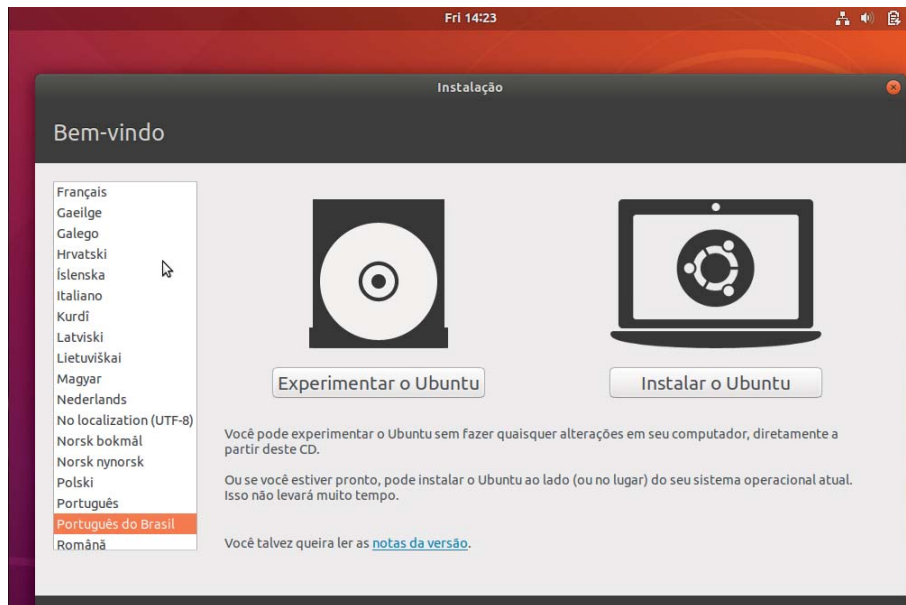 Fri 14:23
Instalação
Bem-vindo
Français
Gaeilge
Galego
Hrvatski
Íslenska
Italiano
Kurdî
Latviski
Lietuviškai
Magyar
Nederlands
No localization (UTF-8)
Norsk bokmål
Norsk nynorsk
Polski
Português
Português do Brasil
Română
Experimentar o Ubuntu
Instalar o Ubuntu
Você pode experimentar o Ubuntu sem fazer quaisquer alterações em seu computador, diretamente a
partir deste CD.
Ou se você estiver pronto, pode instalar o Ubuntu ao lado (ou no lugar) do seu sistema operacional atual.
Isso não levará muito tempo.
Você talvez queira ler as notas da versão.